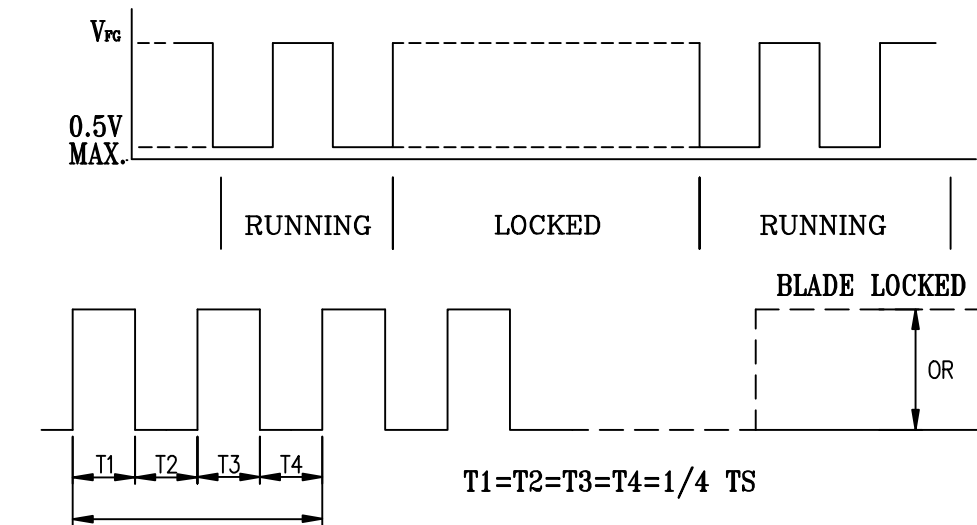 VFG
0.5V
MAX.
RUNNING LOCKED RUNNING
BLADE LOCKED
OR
T1 T2 T3 T4
T1=T2=T3=T4=1/4 TS